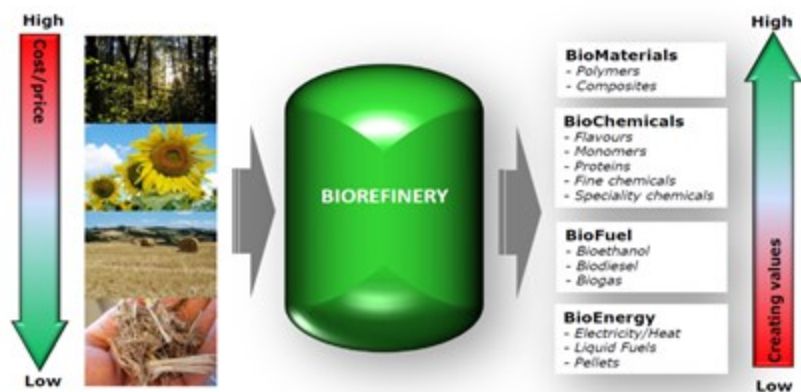 High
Cost/price
Low
BIOREFINERY
BioMaterials
- Polymers
- Composites
BioChemicals
- Flavours
- Monomers
- Proteins
- Fine chemicals
- Speciality chemicals
BioFuel
- Bioethanol
- Biodiesel
- Biogas
BioEnergy
- Electricity/Heat
- Liquid Fuels
- Pellets
High
Creating values
Low